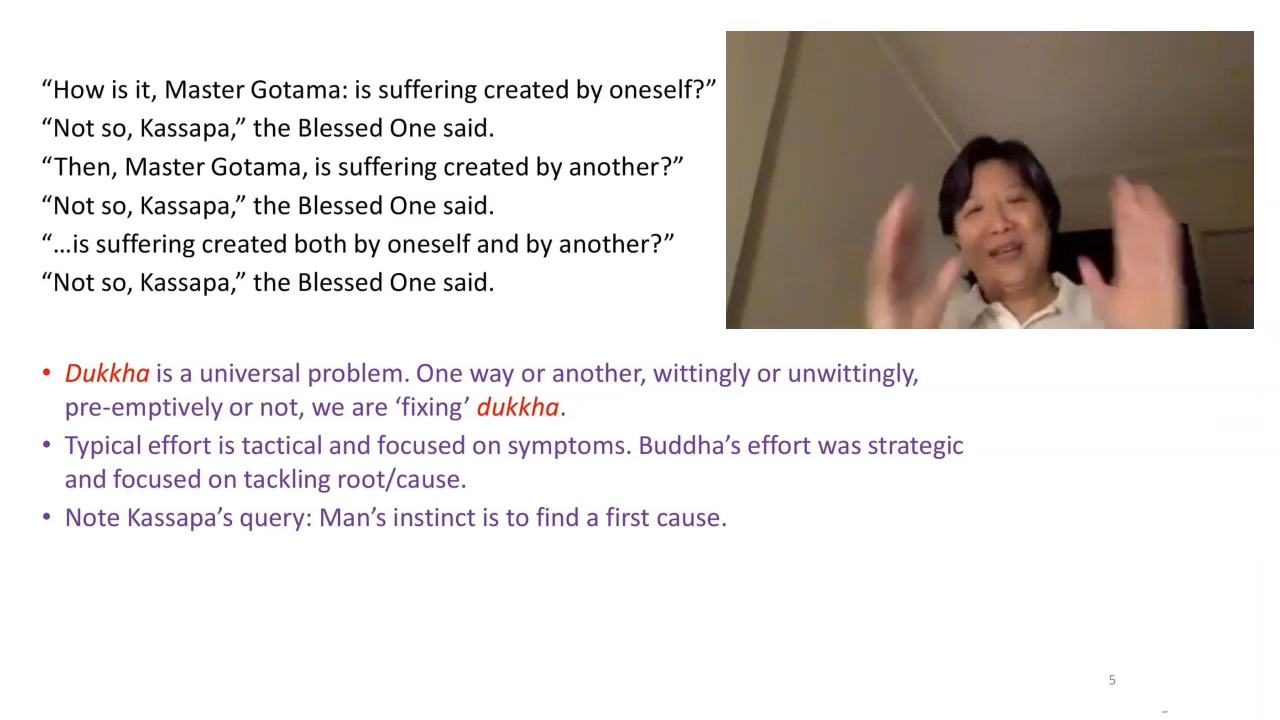 “How is it, Master Gotama: is suffering created by oneself?”
“Not so, Kassapa,” the Blessed One said.
“Then, Master Gotama, is suffering created by another?”
“Not so, Kassapa,” the Blessed One said.
“…is suffering created both by oneself and by another?”
“Not so, Kassapa,” the Blessed One said.
• Dukkha is a universal problem. One way or another, wittingly or unwittingly,
pre-emptively or not, we are ‘fixing’ dukkha.
• Typical effort is tactical and focused on symptoms. Buddha’s effort was strategic
and focused on tackling root/cause.
• Note Kassapa’s query: Man’s instinct is to find a first cause.
5